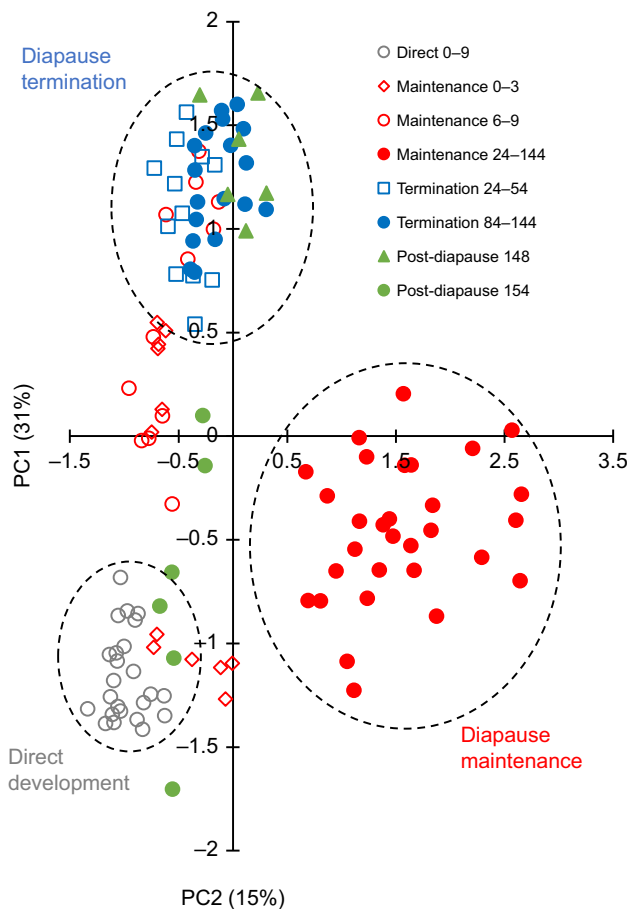 2
Diapause
termination
Direct 0–9
Maintenance 0–3
Maintenance 6–9
Maintenance 24–144
Termination 24–54
Termination 84–144
Post-diapause 148
Post-diapause 154
1.5
1
0.5
PC1 (31%)
0
–1.5
–0.5
0.5
1.5
2.5
3.5
–0.5
–1
–1.5
Direct
development
Diapause
maintenance
–2
PC2 (15%)